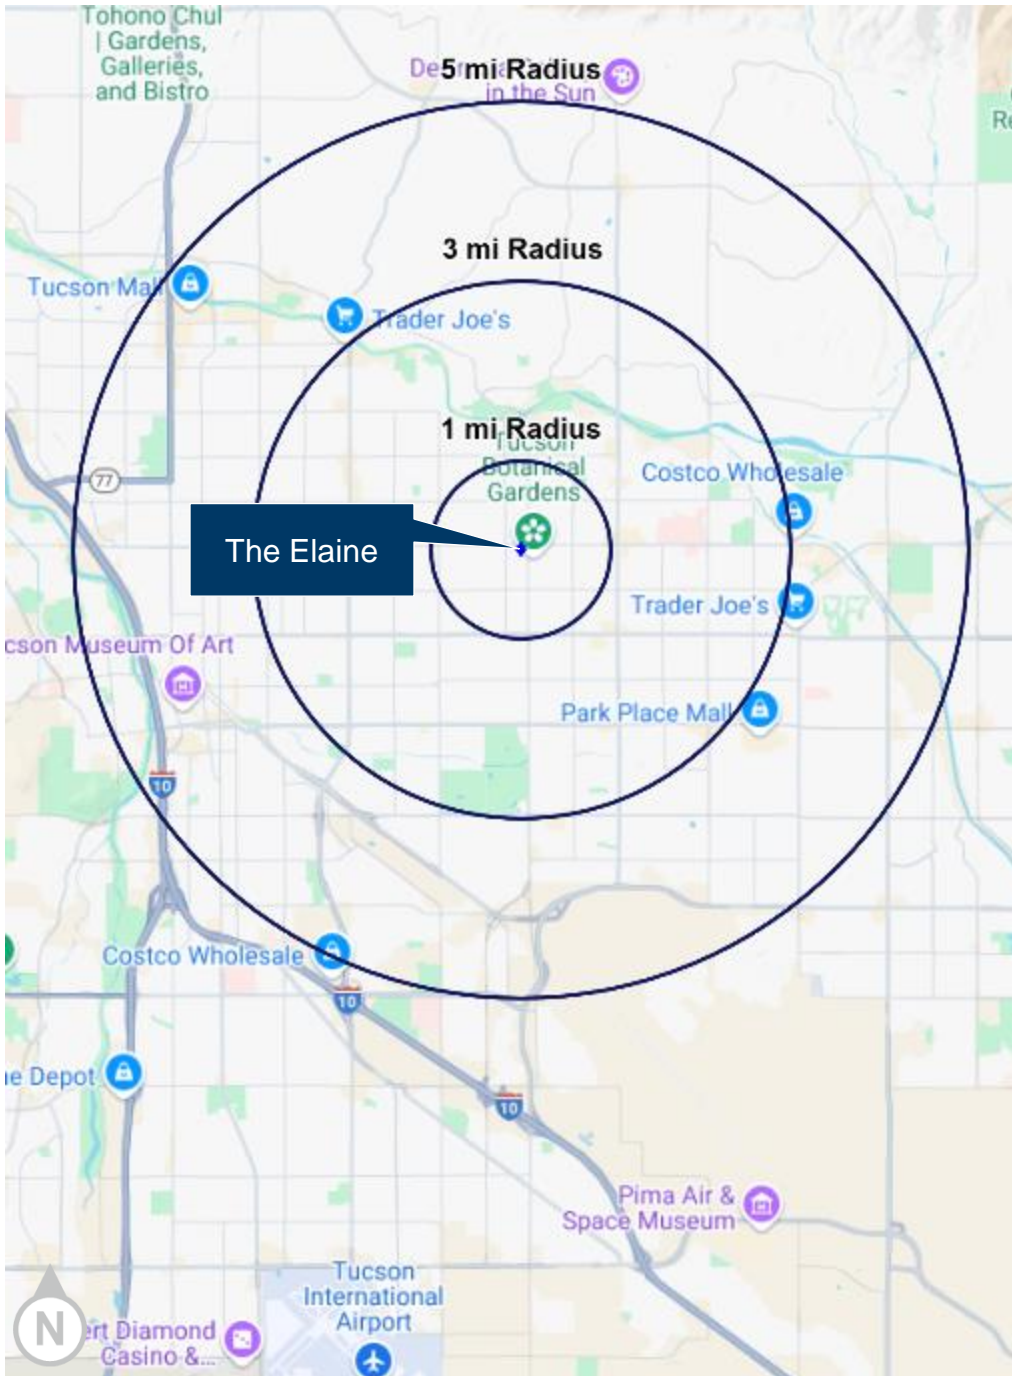 Tohono Chul
| Gardens,
Galleries,
and Bistro
5 mi Radius
in the Sun
3 mi Radius
Tucson Mall
Trader Joe's
1 mi Radius
Tucson
Botanical
Gardens
Costco Wholesale
77
The Elaine
Trader Joe's
cson Museum Of Art
Park Place Mall
10
Costco Wholesale
10
e Depot
10
Pima Air &
Space Museum
Tucson
International
Airport
N
ert Diamond
Casino &...